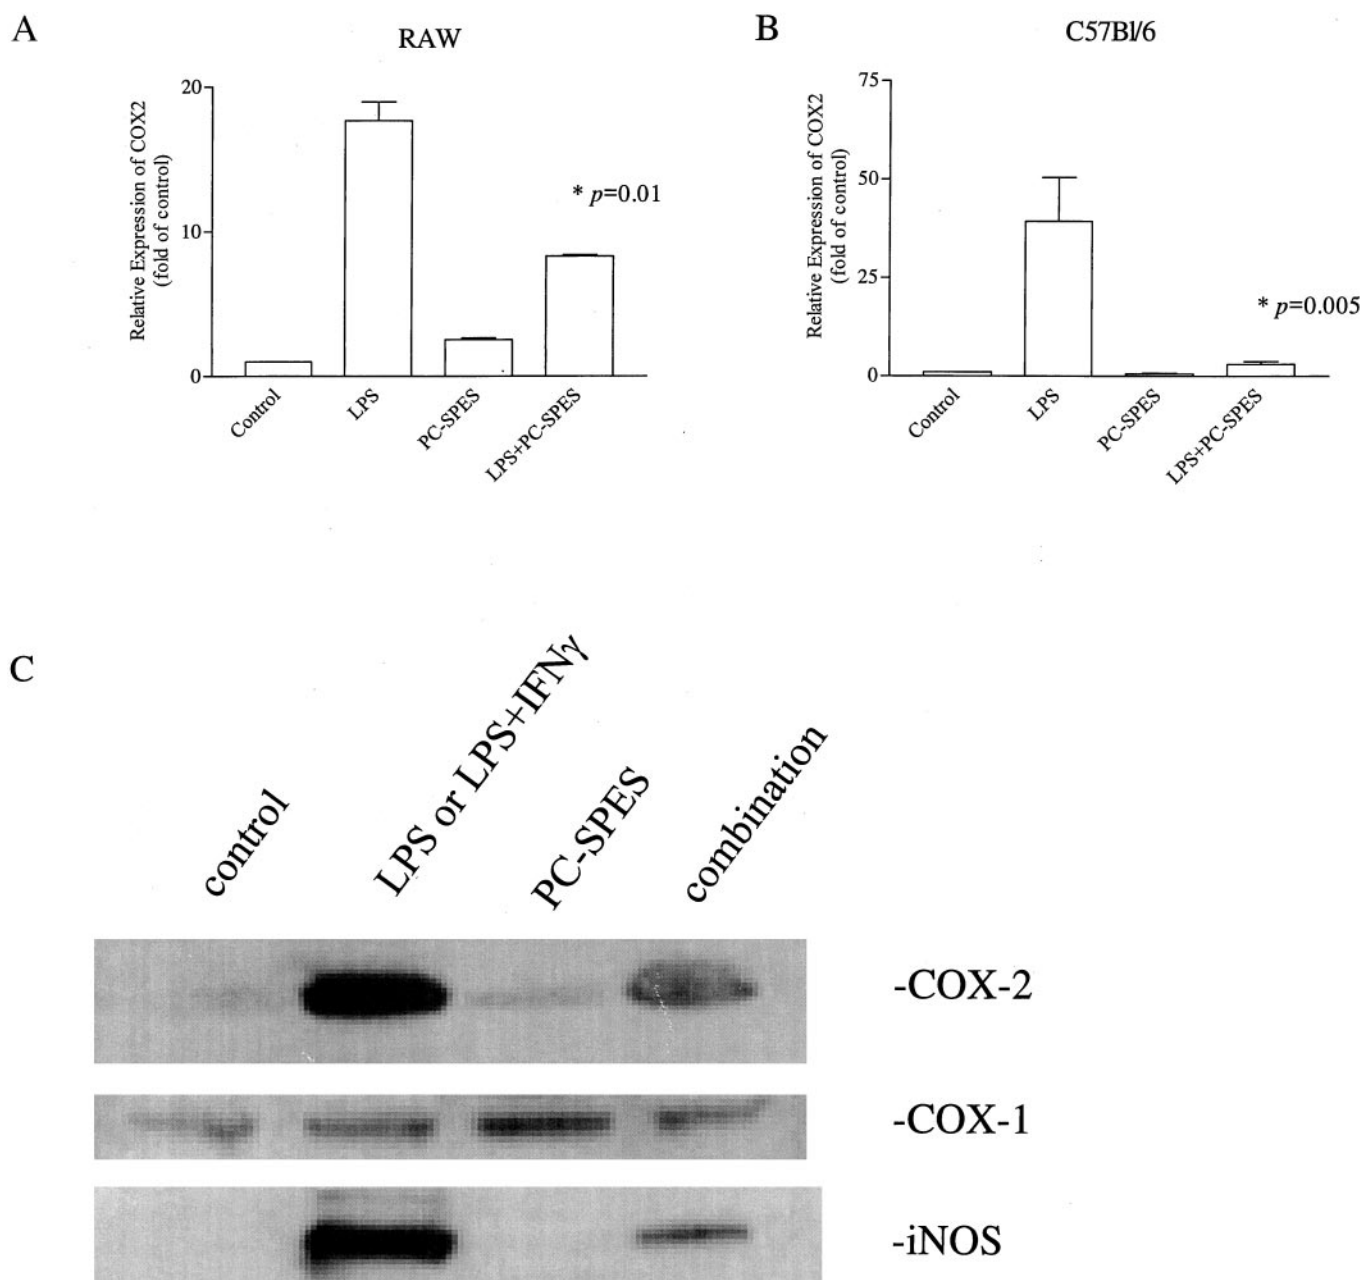 A
RAW
Relative Expression of COX2
(fold of control)
20
10
0
* p=0.01
Control
LPS
PC-SPES
LPS+PC-SPES
B
C57Bl/6
Relative Expression of COX2
(fold of control)
75
50
25
0
* p=0.005
Control
LPS
PC-SPES
LPS+PC-SPES
C
control
LPS or LPS+IFNγ
PC-SPES
combination
-COX-2
-COX-1
-iNOS